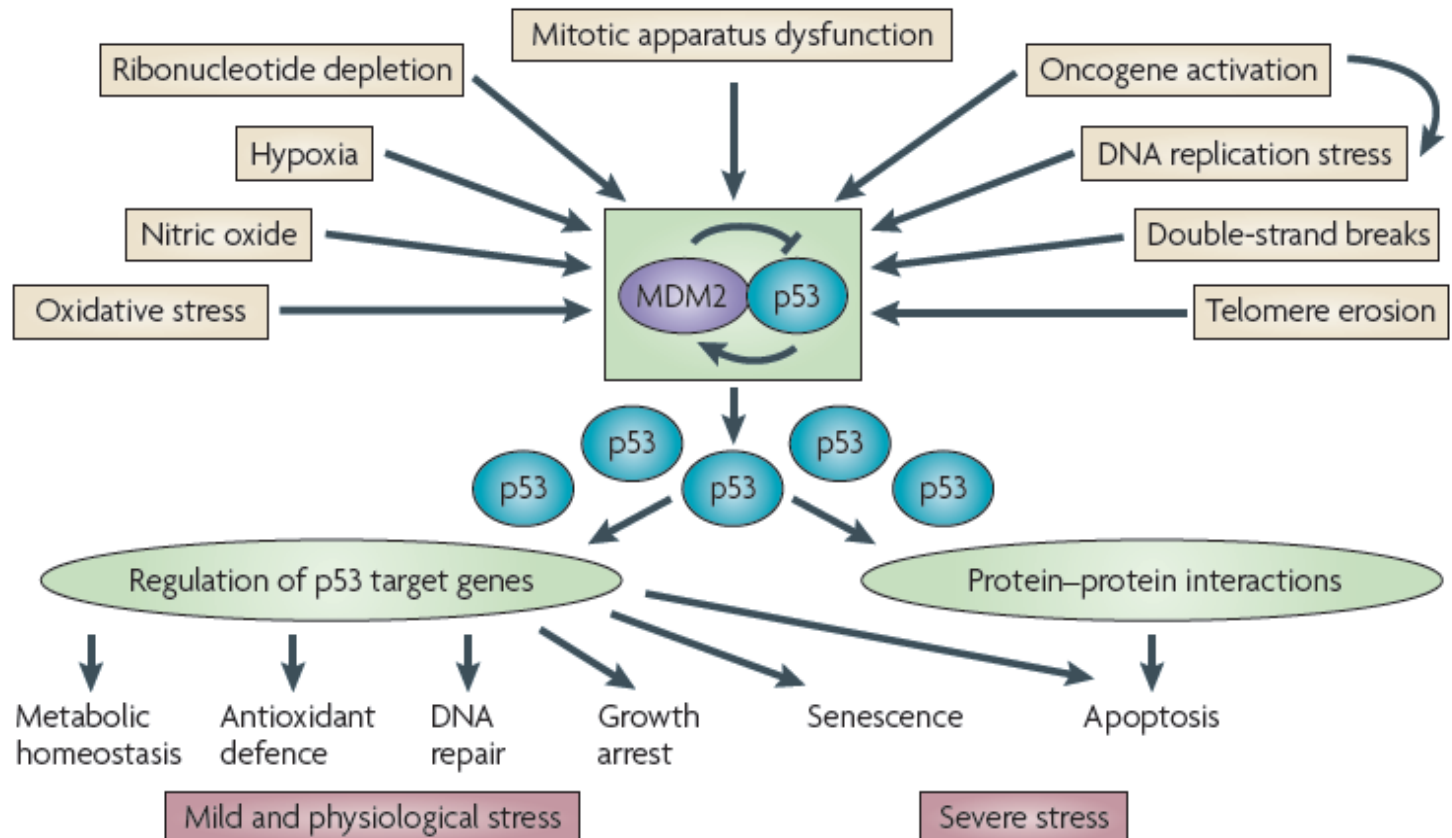 Mitotic apparatus dysfunction
Ribonucleotide depletion
Oncogene activation
Hypoxia
DNA replication stress
Nitric oxide
Double-strand breaks
Oxidative stress
Telomere erosion
MDM2
p53
p53
p53
p53
p53
p53
Regulation of p53 target genes
Protein–protein interactions
Metabolic
homeostasis
Antioxidant
defence
DNA
repair
Growth
arrest
Senescence
Apoptosis
Mild and physiological stress
Severe stress